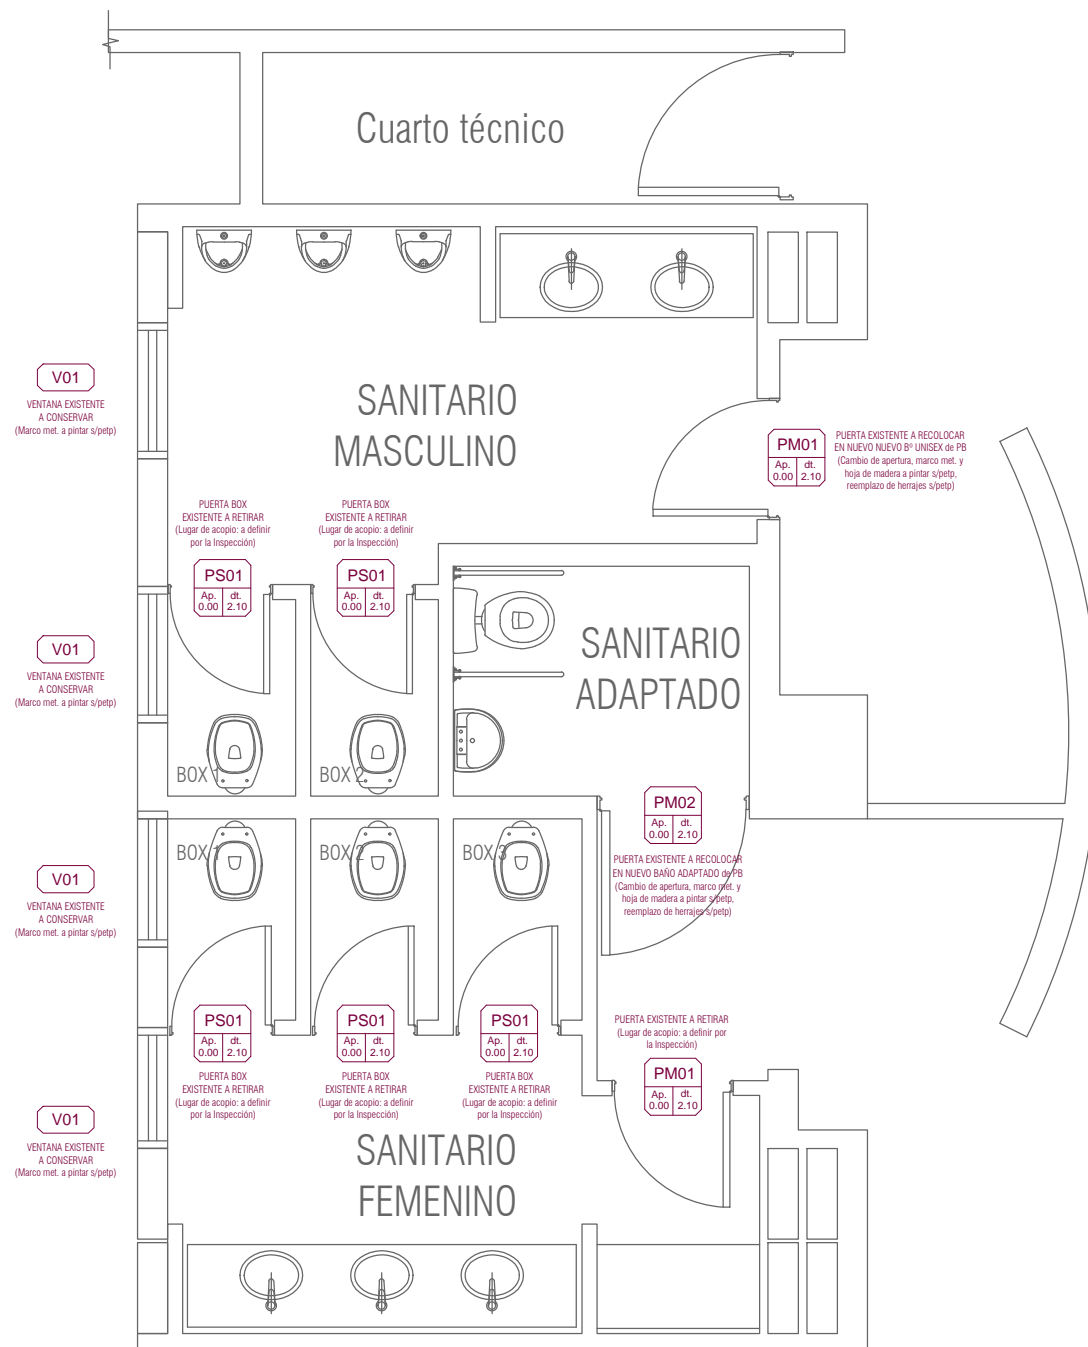 Cuarto técnico
V01
VENTANA EXISTENTE
A CONSERVAR
(Marco met. a pintar s/petp)
SANITARIO
MASCULINO
PM01
Ap.
0.00
dt.
2.10
PUERTA EXISTENTE A RECOLOCAR
EN NUEVO NUEVO Bº UNISEX de PB
(Cambio de apertura, marco met. y
hoja de madera a pintar s/petp,
reemplazo de herrajes s/petp)
PUERTA BOX
EXISTENTE A RETIRAR
(Lugar de acopio: a definir
por la Inspección)
PS01
Ap.
0.00
dt.
2.10
PUERTA BOX
EXISTENTE A RETIRAR
(Lugar de acopio: a definir
por la Inspección)
PS01
Ap.
0.00
dt.
2.10
V01
VENTANA EXISTENTE
A CONSERVAR
(Marco met. a pintar s/petp)
SANITARIO
ADAPTADO
BOX 1
BOX 2
PM02
Ap.
0.00
dt.
2.10
PUERTA EXISTENTE A RECOLOCAR
EN NUEVO BAÑO ADAPTADO de PB
(Cambio de apertura, marco met. y
hoja de madera a pintar s/petp,
reemplazo de herrajes s/petp)
BOX 1
BOX 2
BOX 3
V01
VENTANA EXISTENTE
A CONSERVAR
(Marco met. a pintar s/petp)
PS01
Ap.
0.00
dt.
2.10
PUERTA BOX
EXISTENTE A RETIRAR
(Lugar de acopio: a definir
por la Inspección)
PS01
Ap.
0.00
dt.
2.10
PUERTA BOX
EXISTENTE A RETIRAR
(Lugar de acopio: a definir
por la Inspección)
PS01
Ap.
0.00
dt.
2.10
PUERTA BOX
EXISTENTE A RETIRAR
(Lugar de acopio: a definir
por la Inspección)
PUERTA EXISTENTE A RETIRAR
(Lugar de acopio: a definir por
la Inspección)
PM01
Ap.
0.00
dt.
2.10
V01
VENTANA EXISTENTE
A CONSERVAR
(Marco met. a pintar s/petp)
SANITARIO
FEMENINO